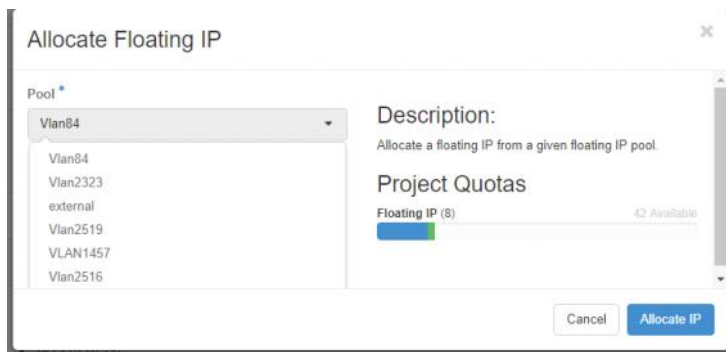 Allocate Floating IP
×
Pool *
Vlan84
Vlan84
Vlan2323
external
Vlan2519
VLAN1457
Vlan2516
Description:
Allocate a floating IP from a given floating IP pool.
Project Quotas
Floating IP (8)
42 Available
Cancel
Allocate IP